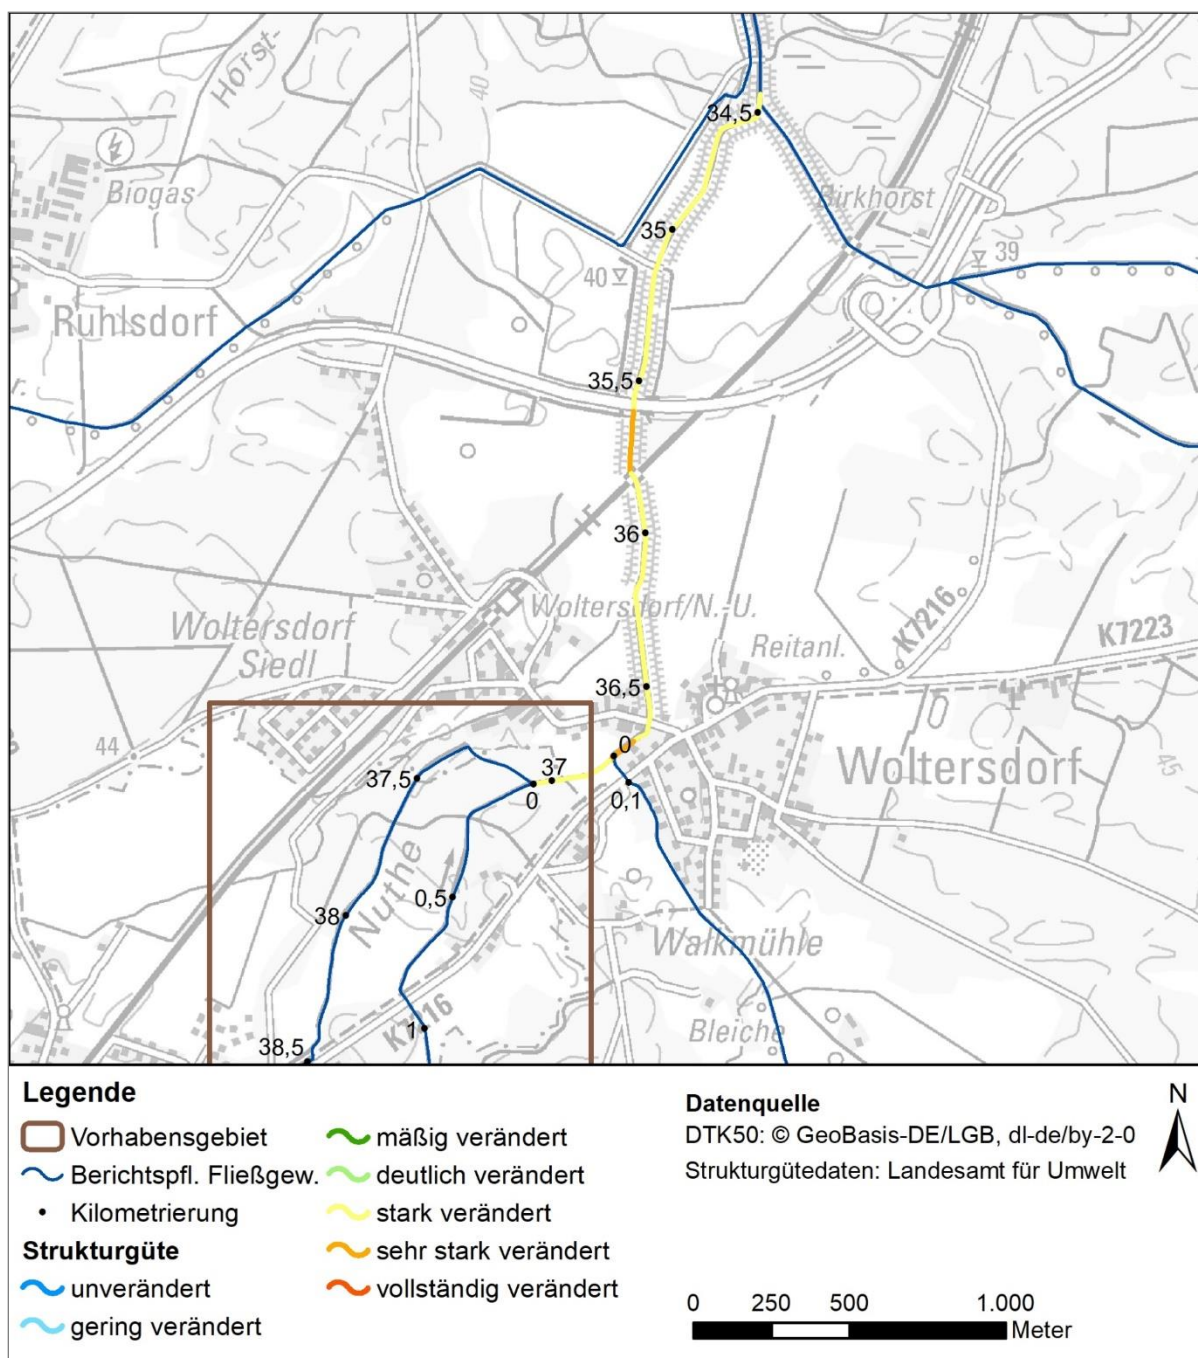 Horst-
40
34,5
Biogas
Birkhorst
35
40
39
Ruhlsdorf
r.
35,5
36
Woltersdorf/N.-U.
Woltersdorf
Siedl
Reitanl.
K7216
K7223
36,5
44
0
37,5
37
0
0,1
Woltersdorf
45
Nuthe
0,5
38
Walkmühle
K7216
1
Bleiche
38,5
Legende
Vorhabensgebiet
Berichtspfl. Fließgew.
Kilometrierung
Strukturgüte
unverändert
gering verändert
mäßig verändert
deutlich verändert
stark verändert
sehr stark verändert
vollständig verändert
Datenquelle
DTK50: © GeoBasis-DE/LGB, dl-de/by-2-0
Strukturgütedaten: Landesamt für Umwelt
N
0 250 500 1.000
Meter